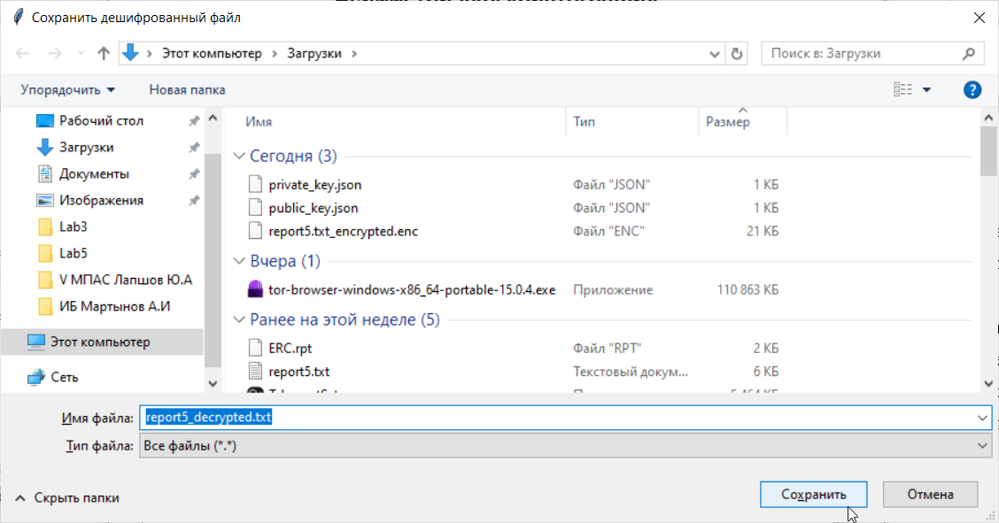 Сохранить дешифрованный файл
Этот компьютер › Загрузки ›
Поиск в: Загрузки
Упорядочить Новая папка
Рабочий стол
Загрузки
Документы
Изображения
Lab3
Lab5
V МПАС Лапшов Ю.А
ИБ Мартынов А.И
Этот компьютер
Сеть
Имя Тип Размер
Сегодня (3)
private_key.json Файл "JSON" 1 КБ
public_key.json Файл "JSON" 1 КБ
report5.txt_encrypted.enc Файл "ENC" 21 КБ
Вчера (1)
tor-browser-windows-x86_64-portable-15.0.4.exe Приложение 110 863 КБ
Ранее на этой неделе (5)
ERC.rpt Файл "RPT" 2 КБ
report5.txt Текстовый докум... 6 КБ
Имя файла: report5_decrypted.txt
Тип файла: Все файлы (*.*)
Скрыть папки
Сохранить Отмена